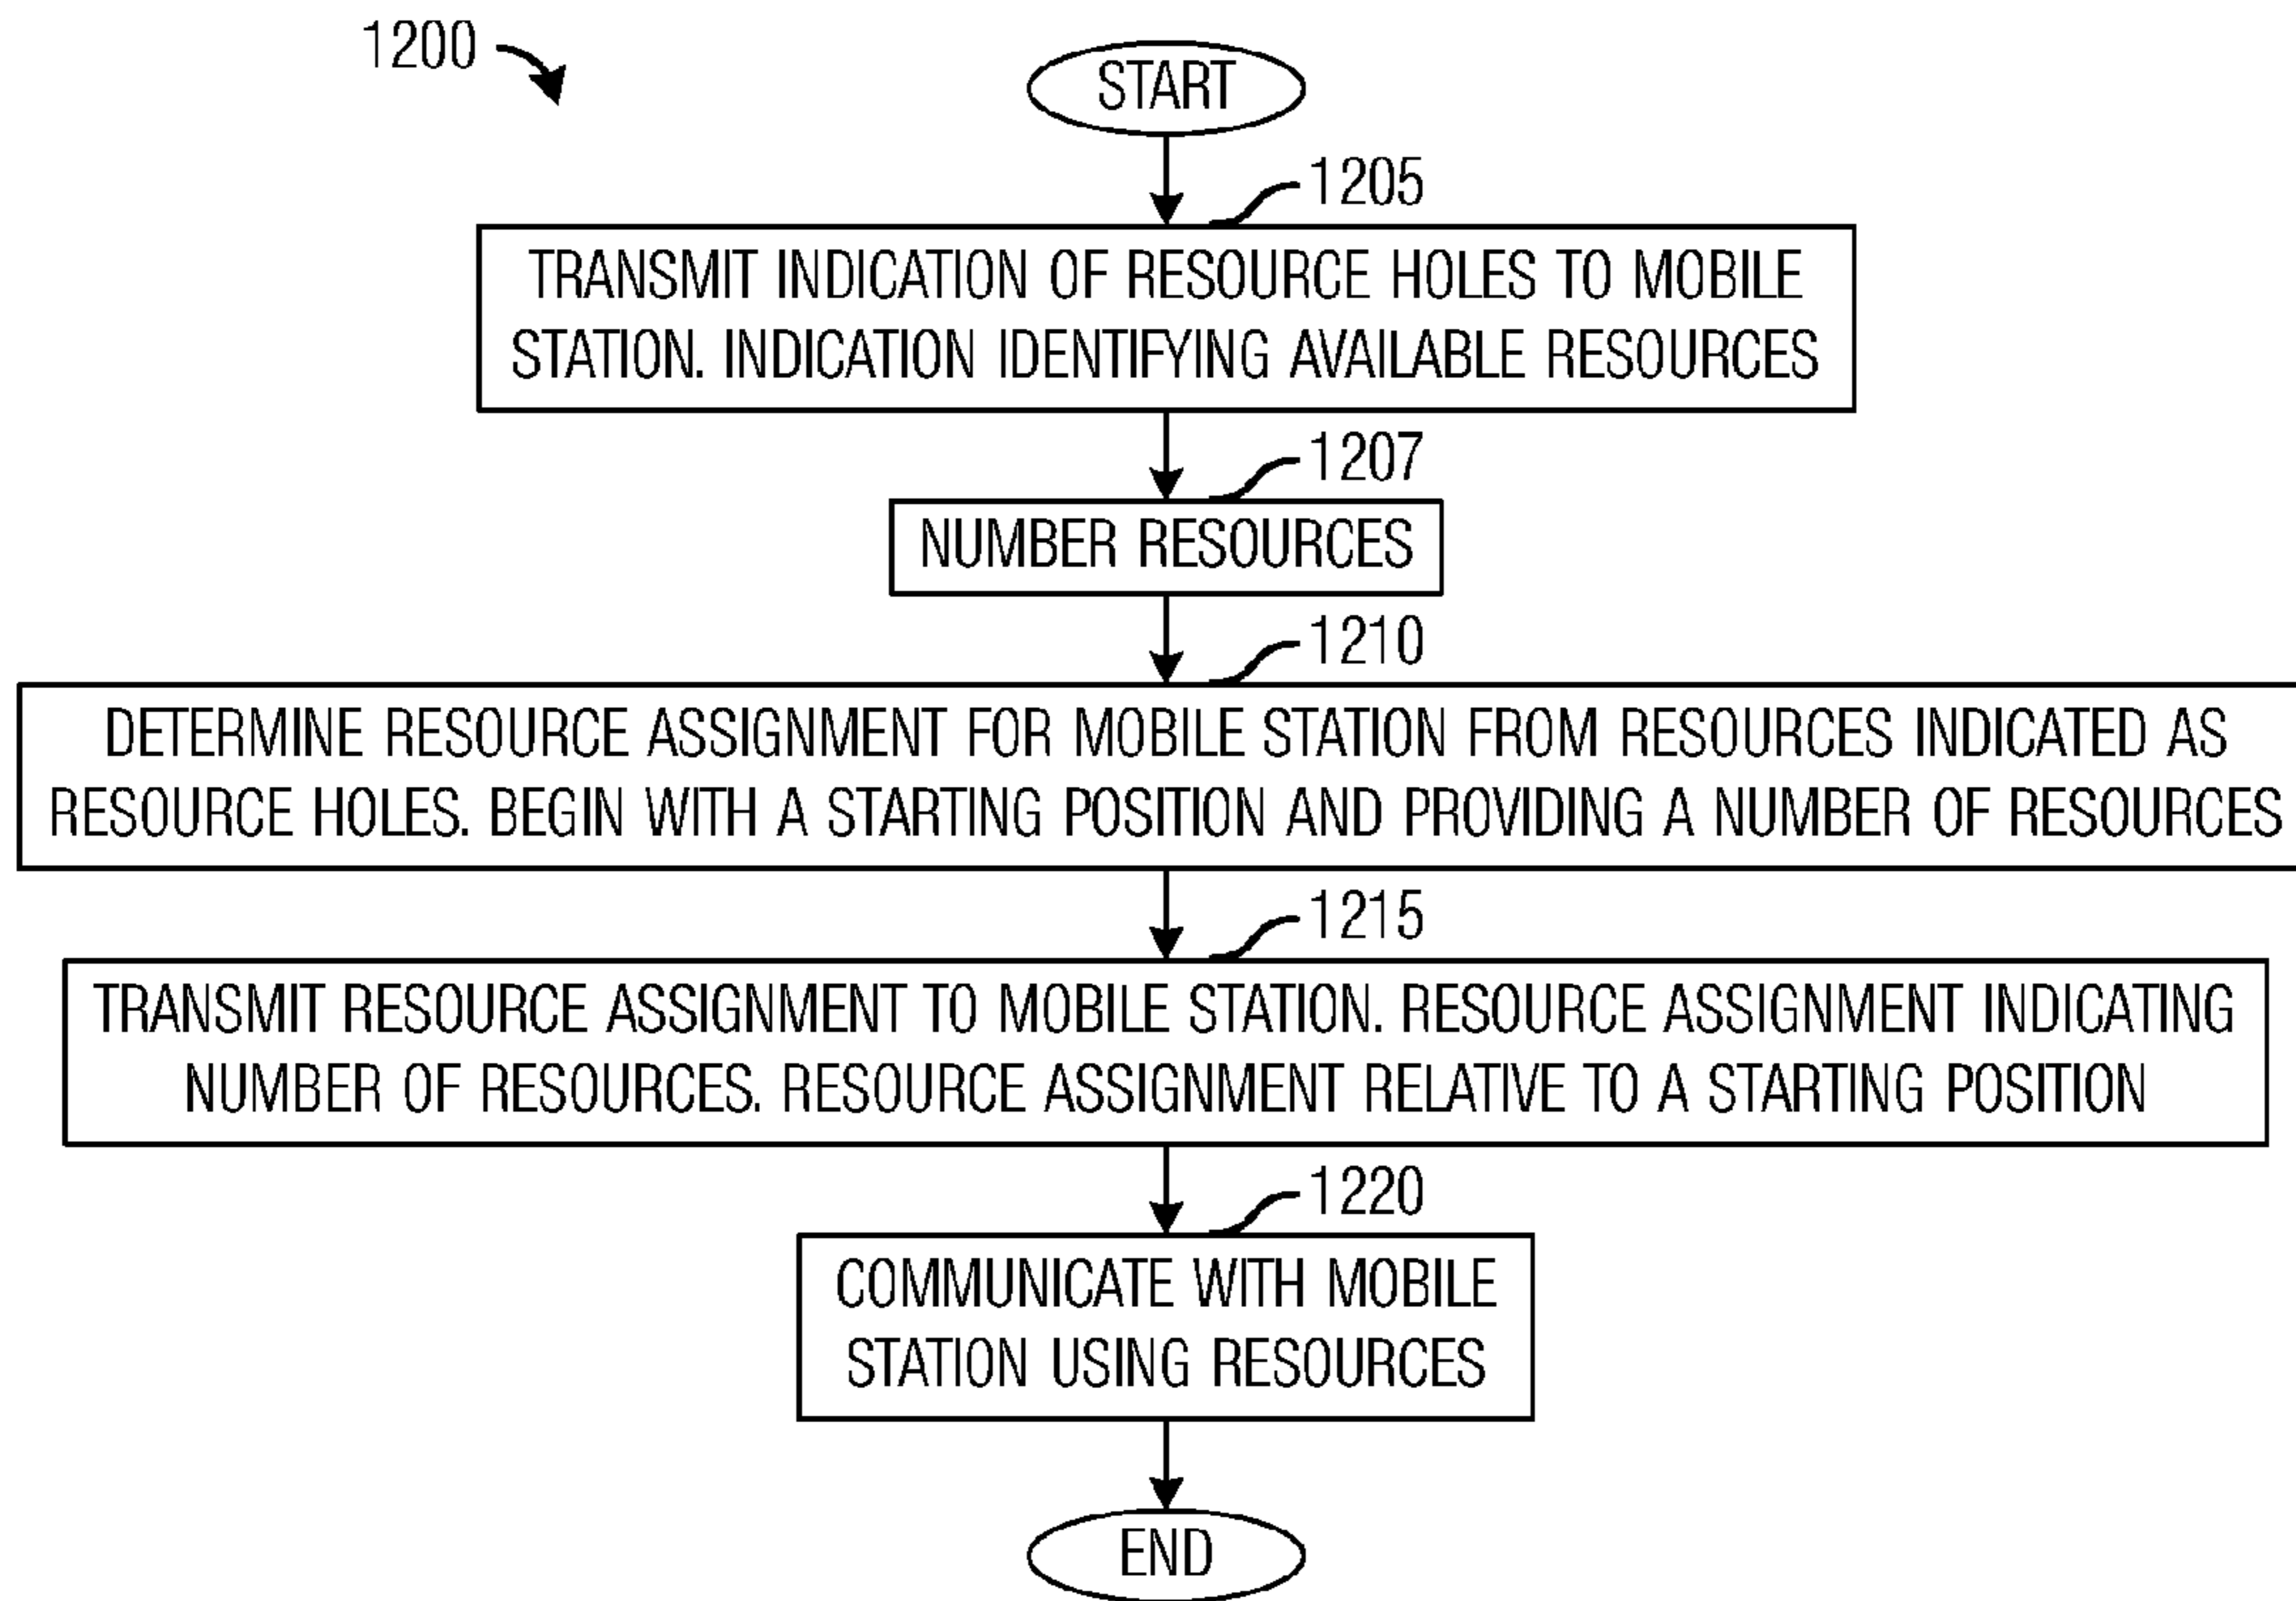 1200
START
1205
TRANSMIT INDICATION OF RESOURCE HOLES TO MOBILE
STATION. INDICATION IDENTIFYING AVAILABLE RESOURCES
1207
NUMBER RESOURCES
1210
DETERMINE RESOURCE ASSIGNMENT FOR MOBILE STATION FROM RESOURCES INDICATED AS
RESOURCE HOLES. BEGIN WITH A STARTING POSITION AND PROVIDING A NUMBER OF RESOURCES
1215
TRANSMIT RESOURCE ASSIGNMENT TO MOBILE STATION. RESOURCE ASSIGNMENT INDICATING
NUMBER OF RESOURCES. RESOURCE ASSIGNMENT RELATIVE TO A STARTING POSITION
1220
COMMUNICATE WITH MOBILE
STATION USING RESOURCES
END